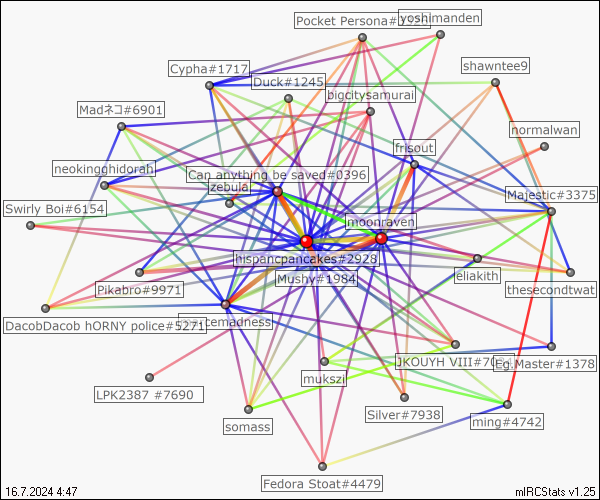 yoshimanden
Pocket Persona#
shawntee9
Cypha#1717
Duck#1245
bigcitysamurai
Madネコ#6901
normalwan
frisout
neokingghidorah
Can anything be saved#0396
zebula
Majestic#3375
Swirly Boi#6154
moonraven
hispancpancakes#2928
eliakith
Mushy#1984
Pikabio#9971
thesecondtwat
DacobDacob hORNY police#5271
cemadness
JKOUYH VIII#70
Eg.Master#1378
mukszi
LPK2387 #7690
Silver#7938
ming#4742
somass
Fedora Stoat#4479
16.7.2024 4:47
mIRCStats v1.25